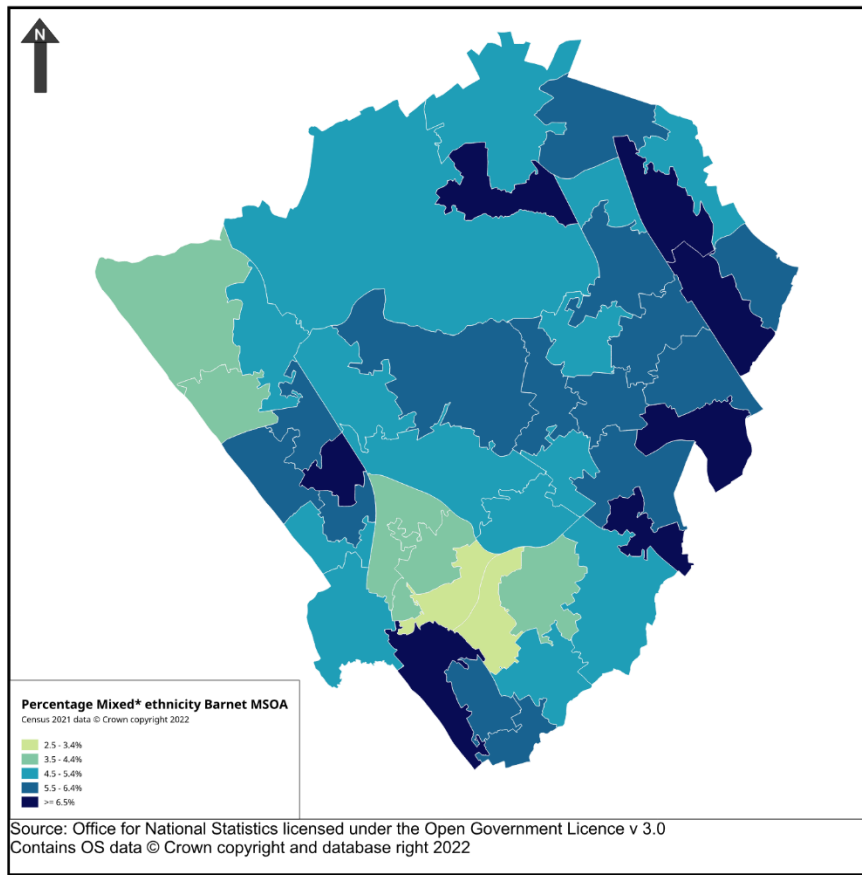 N
Percentage Mixed* ethnicity Barnet MSOA
Census 2021 data © Crown copyright 2022
2.5 - 3.4%
3.5 - 4.4%
4.5 - 5.4%
5.5 - 6.4%
>= 6.5%
Source: Office for National Statistics licensed under the Open Government Licence v 3.0
Contains OS data © Crown copyright and database right 2022